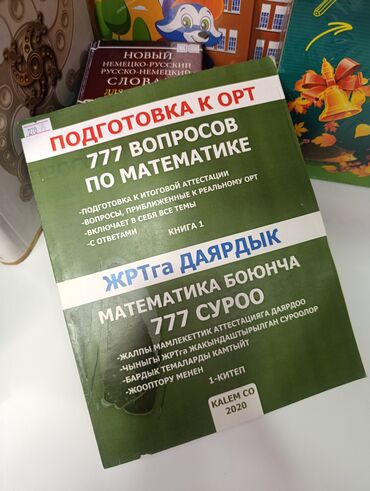 НОВЫЙ
НЕМЕЦКО-РУССКИЙ
РУССКО-НЕМЕЦКИЙ
ПОДГОТОВКА К ОРТ
777 ВОПРОСОВ
ПО МАТЕМАТИКЕ
-ПОДГОТОВКА К ИТОГОВОЙ АТТЕСТАЦИИ
-ВОПРОСЫ, ПРИБЛИЖЕННЫЕ К РЕАЛЬНОМУ ОРТ
-ВКЛЮЧАЕТ В СЕБЯ ВСЕ ТЕМЫ
-С ОТВЕТАМИ КНИГА 1
ЖРТга ДАЯРДЫК
МАТЕМАТИКА БОЮНЧА
777 СУРОО
-ЖАЛПЫ МАМЛЕКЕТТИК АТТЕСТАЦИЯГА ДАЯРДОО
-ЧЫНЫГЫ ЖРТга ЖАКЫНДАШТЫРЫЛГАН СУРООЛОР
-БАРДЫК ТЕМАЛАРДЫ КАМТЫЙТ
-ЖООПТОРУ МЕНЕН 1-КИТЕП
KALEM CO
2020